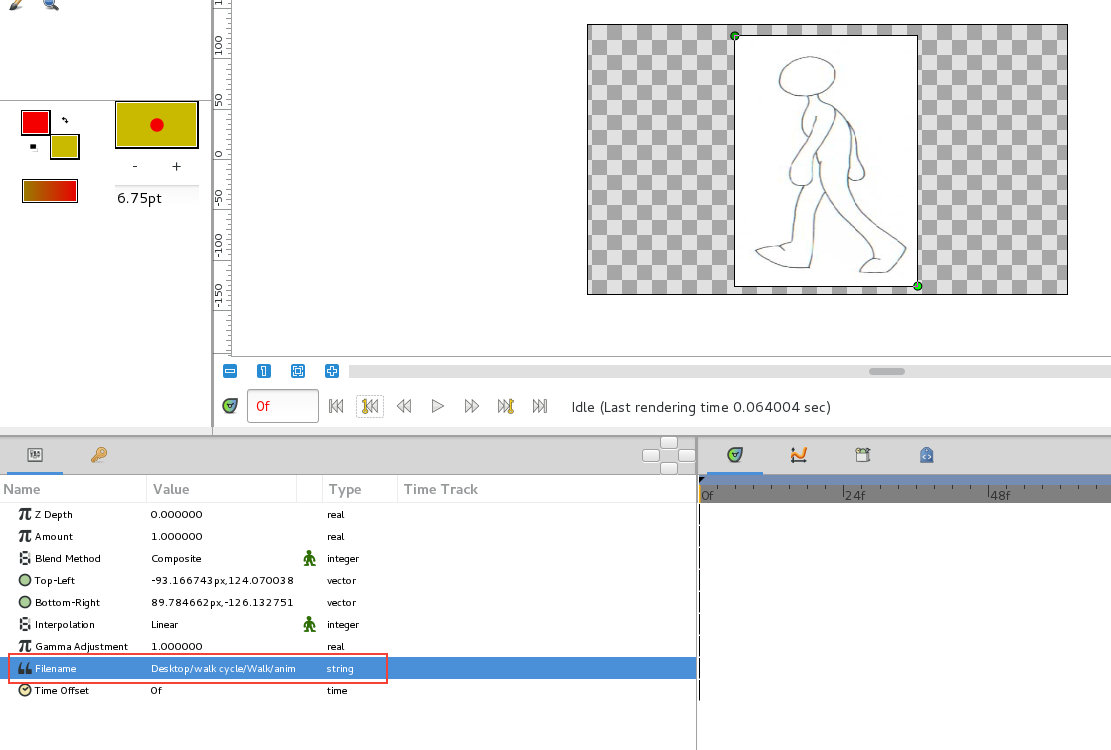 100
50
0
-50
-100
-150
- +
6.75pt
0f
Idle (Last rendering time 0.064004 sec)
Name Value Type Time Track
0f 24f 48f
Z Depth 0.000000 real
Amount 1.000000 real
Blend Method Composite integer
Top-Left -93.166743px,124.070038 vector
Bottom-Right 89.784662px,-126.132751 vector
Interpolation Linear integer
Gamma Adjustment 1.000000 real
Filename Desktop/walk cycle/Walk/anim string
Time Offset 0f time